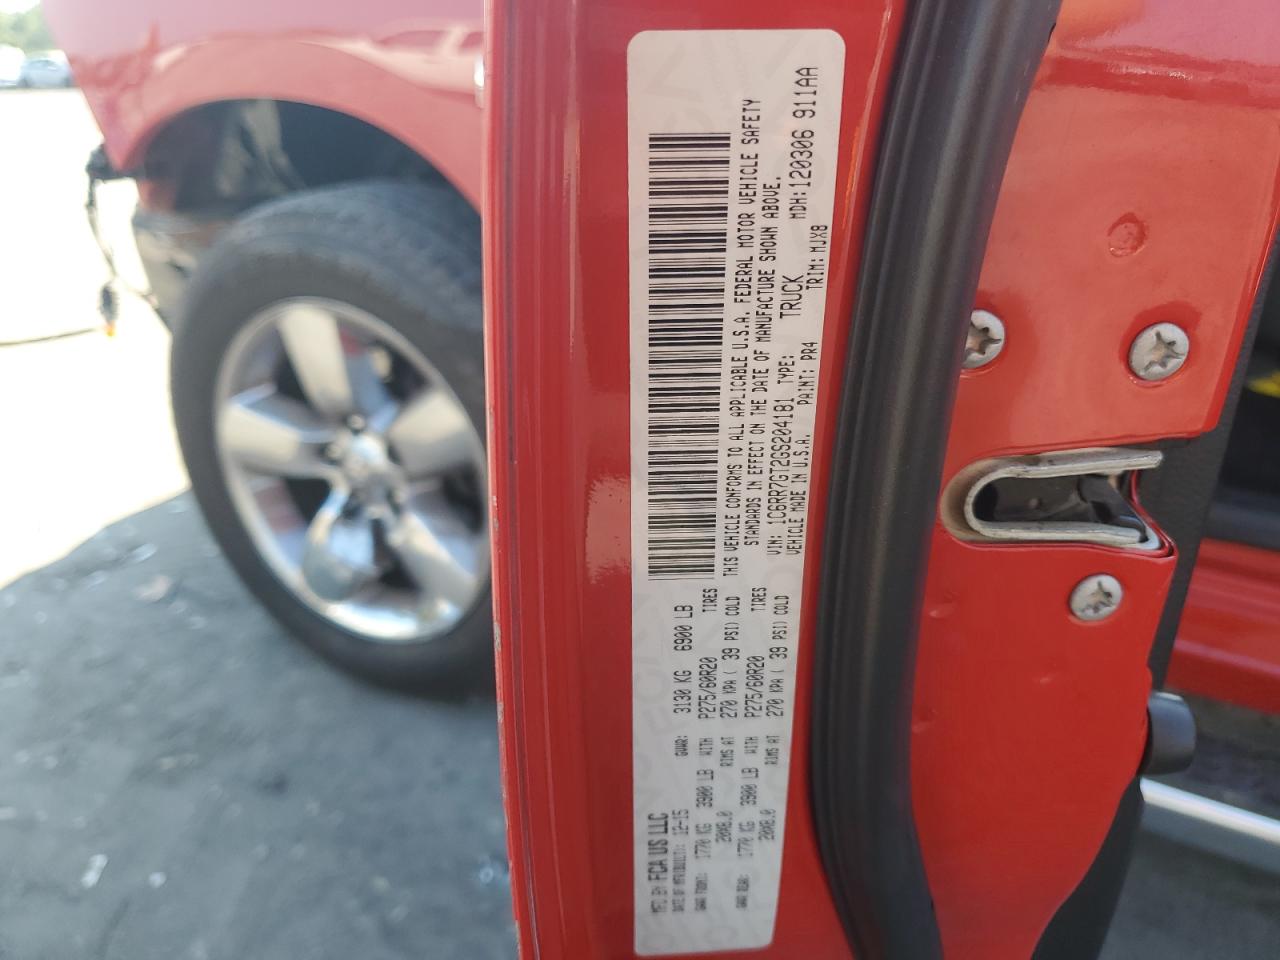 MFD BY FCA US LLC
DATE OF MFR(BUILT): 12-15 GVWR: 3130 KG 6900 LB
GAWR FRONT: 1770 KG 3900 LB WITH P275/60R20 TIRES
20X8.0 RIMS AT 270 KPA ( 39 PSI) COLD
GAWR REAR: 1770 KG 3900 LB WITH P275/60R20 TIRES
20X8.0 RIMS AT 270 KPA ( 39 PSI) COLD
THIS VEHICLE CONFORMS TO ALL APPLICABLE U.S.A. FEDERAL MOTOR VEHICLE SAFETY
STANDARDS IN EFFECT ON THE DATE OF MANUFACTURE SHOWN ABOVE.
VIN: 1C6RR7GT2GS204181 TYPE: TRUCK MDH:120306 911AA
VEHICLE MADE IN U.S.A. PAINT: PR4 TRIM: MJX8